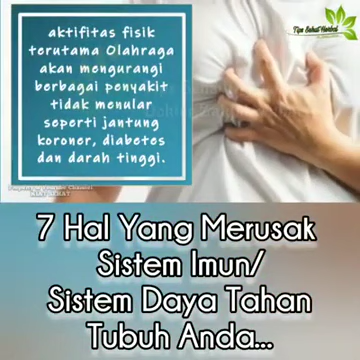 Tips Sehat Herbal
aktifitas fisik
terutama Olahraga
akan mengurangi
berbagai penyakit
tidak menular
seperti jantung
koroner, diabetes
dan darah tinggi.
7 Hal Yang Merusak
Sistem Imun/
Sistem Daya Tahan
Tubuh Anda...